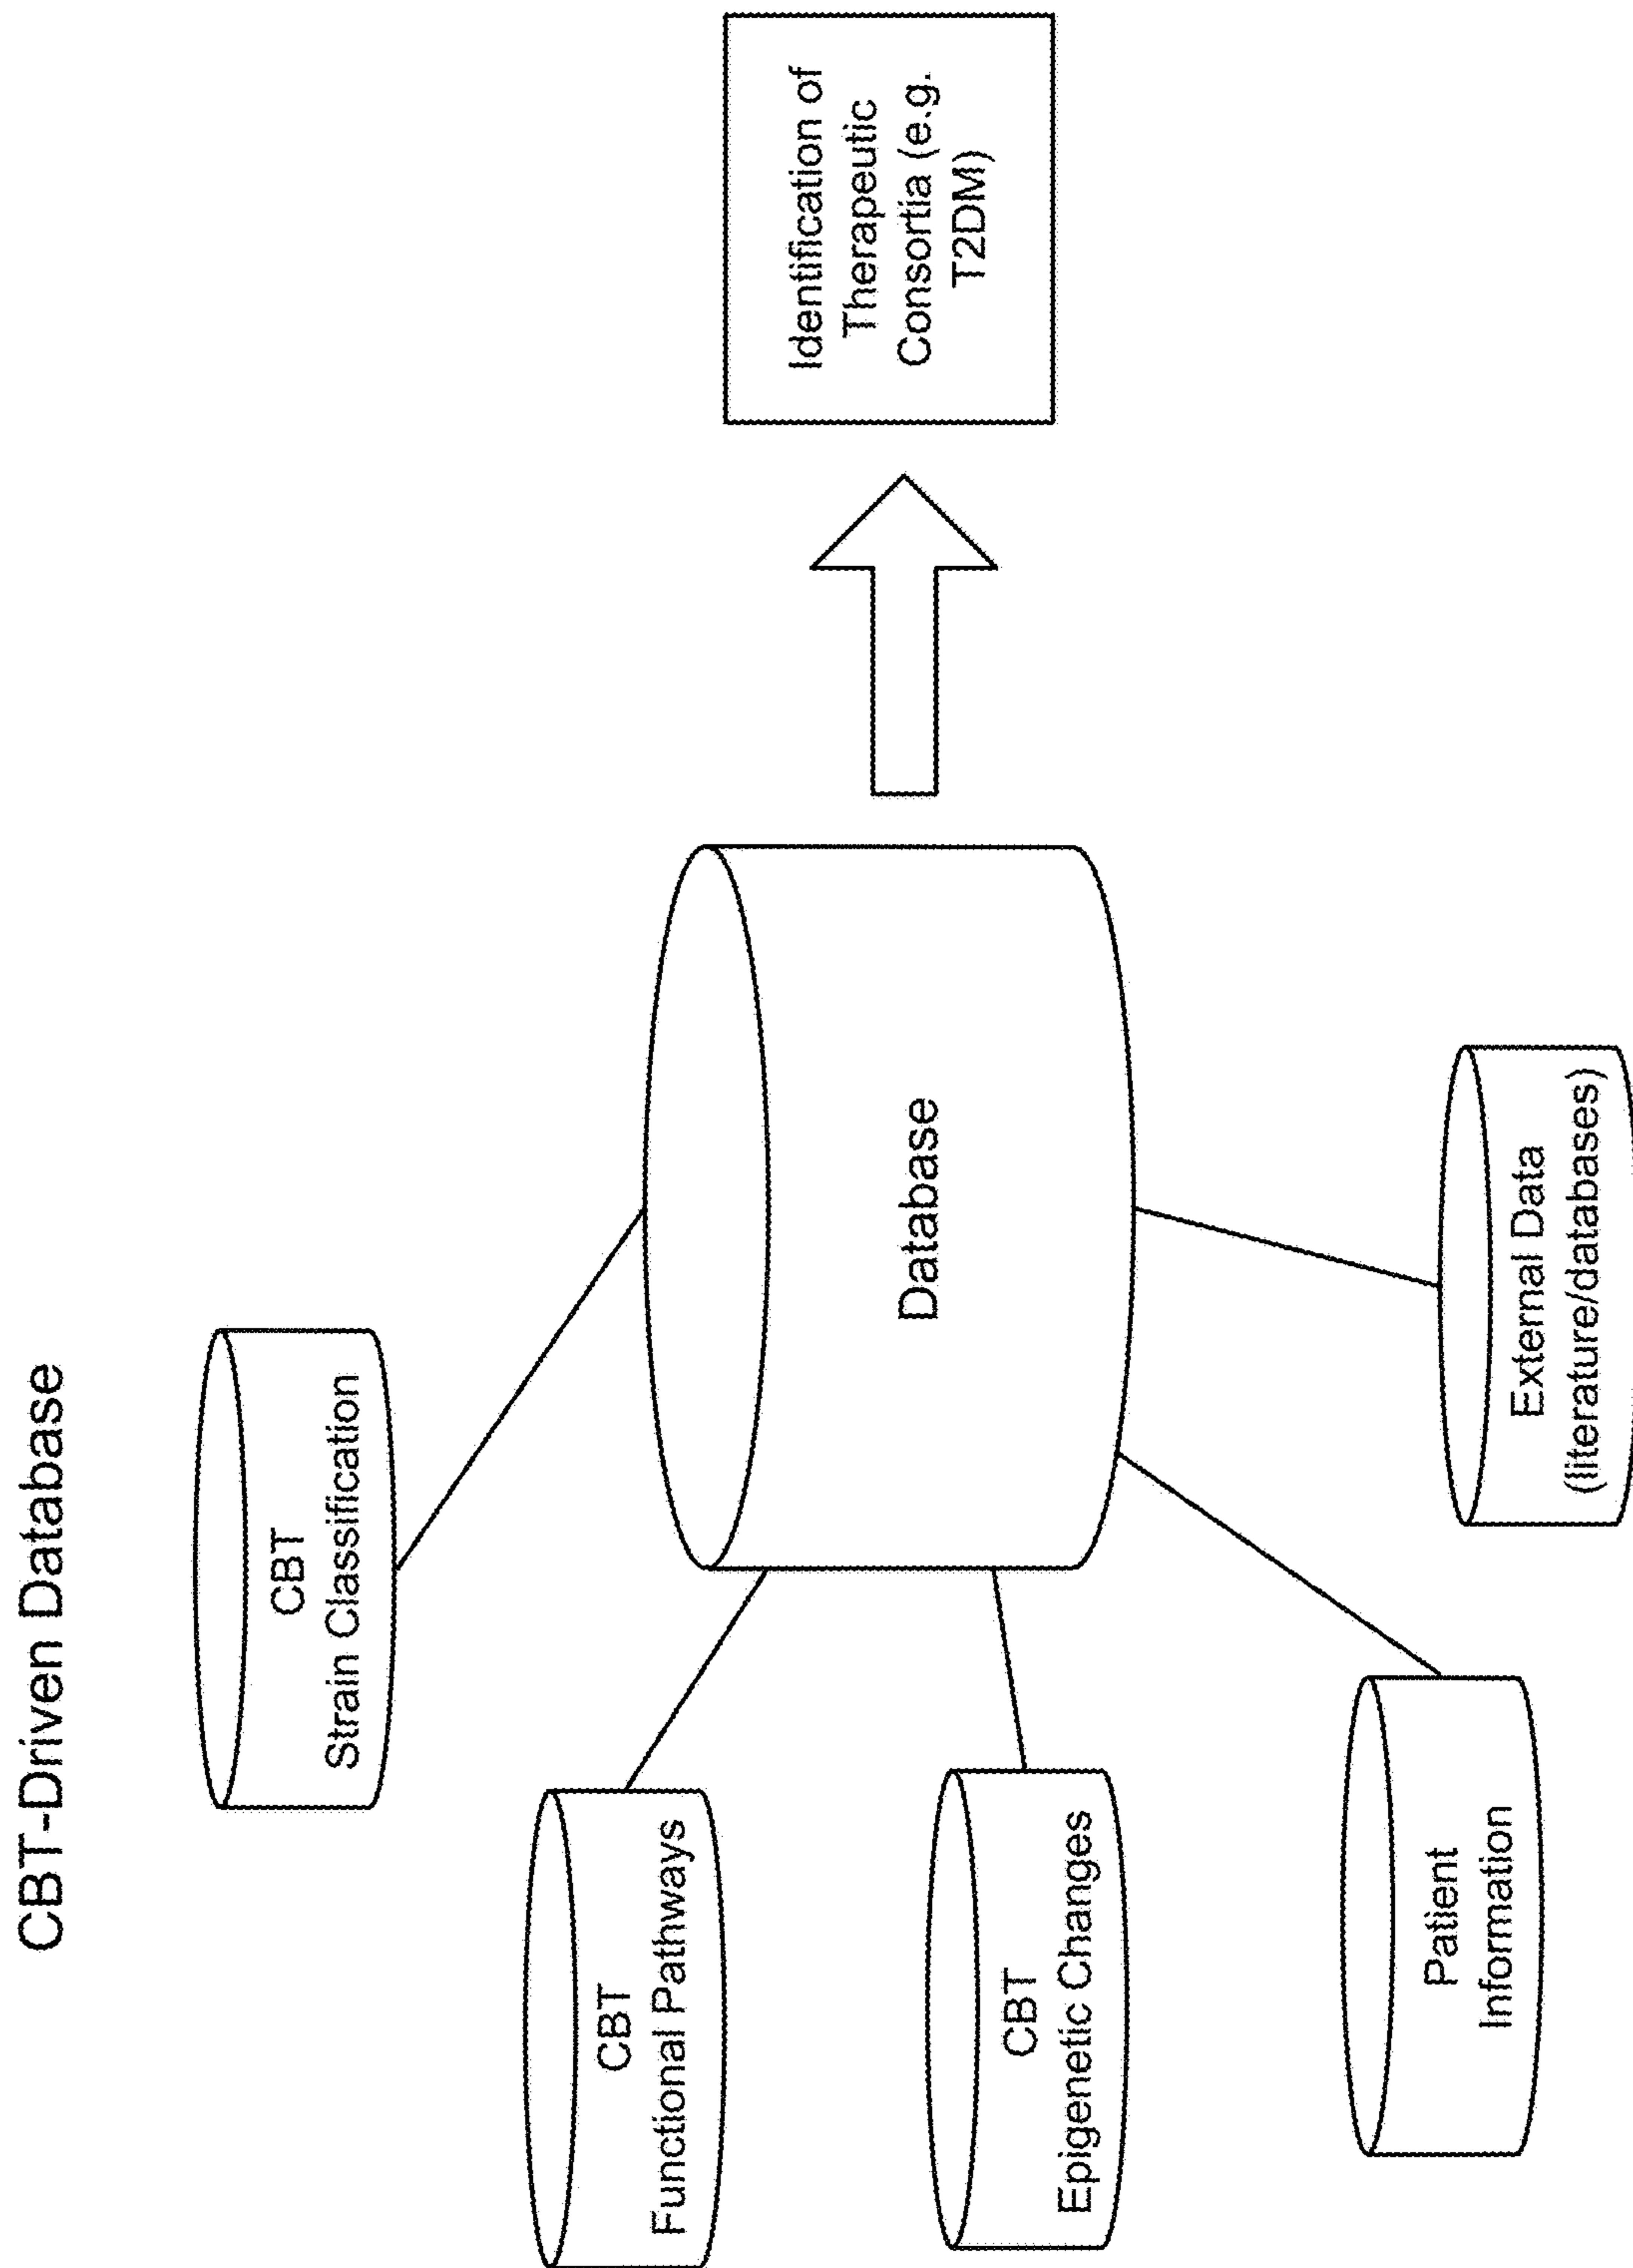 CBT-Driven Database
CBT
Strain Classification
CBT
Functional Pathways
CBT
Epigenetic Changes
Patient
Information
External Data
(literature/databases)
Database
Identification of
Therapeutic
Consortia (e.g.
T2DM)